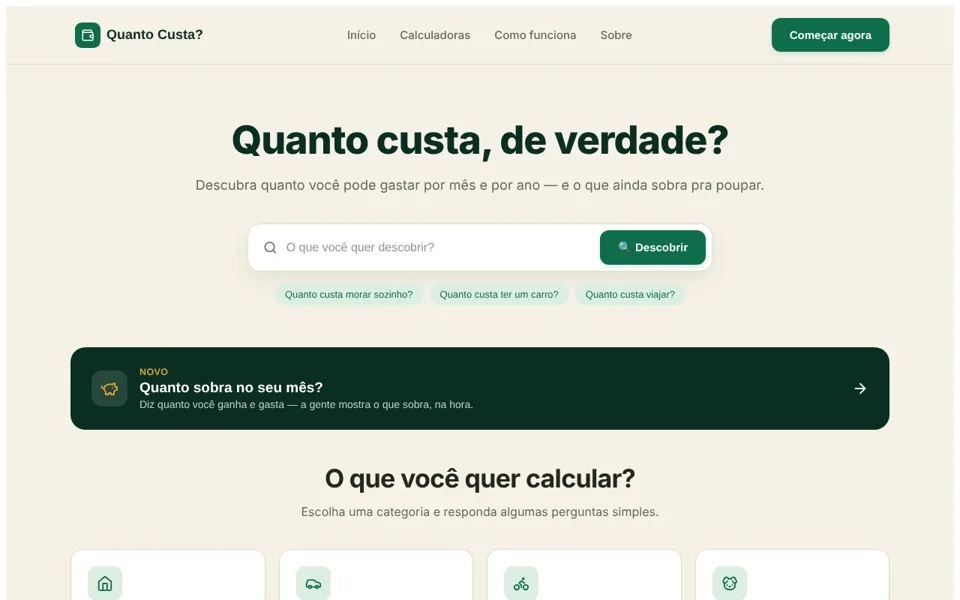 Quanto Custa?
Início
Calculadoras
Como funciona
Sobre
Começar agora
Quanto custa, de verdade?
Descubra quanto você pode gastar por mês e por ano — e o que ainda sobra pra poupar.
O que você quer descobrir?
🔍 Descobrir
Quanto custa morar sozinho?
Quanto custa ter um carro?
Quanto custa viajar?
NOVO
Quanto sobra no seu mês?
Diz quanto você ganha e gasta — a gente mostra o que sobra, na hora.
O que você quer calcular?
Escolha uma categoria e responda algumas perguntas simples.